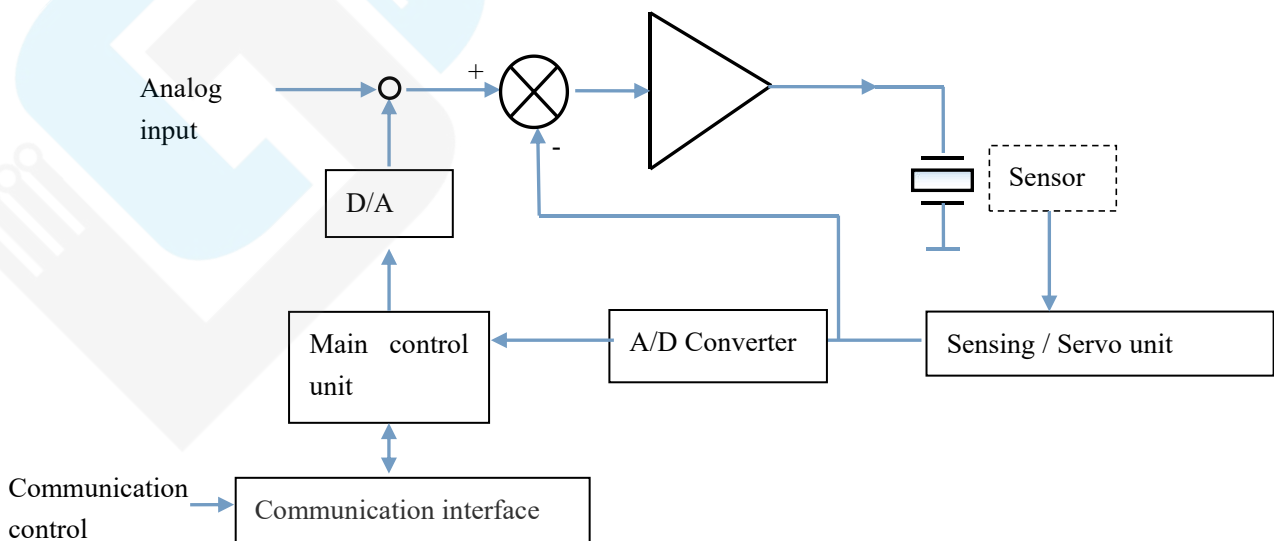 Analog
input
+
-
D/A
Sensor
Main control
unit
A/D Converter
Sensing / Servo unit
Communication
control
Communication interface